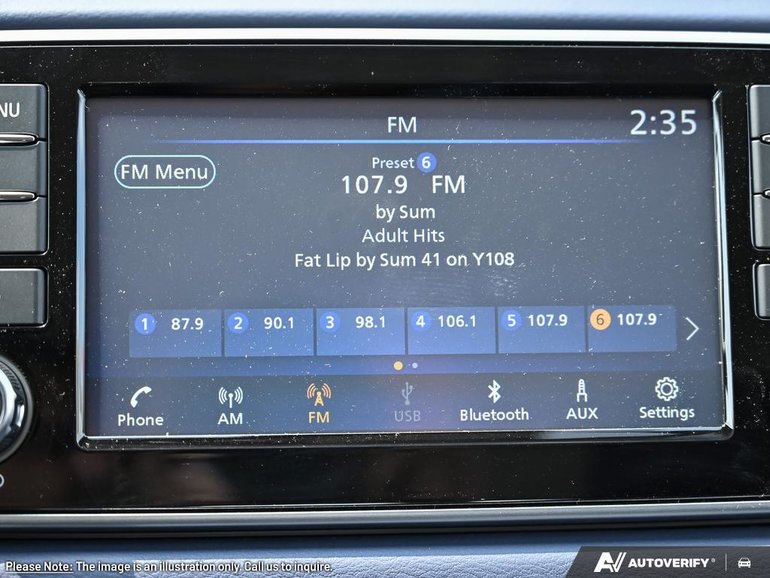 NU
FM
2:35
FM Menu
Preset 6
107.9 FM
by Sum
Adult Hits
Fat Lip by Sum 41 on Y108
1 87.9 2 90.1 3 98.1 4 106.1 5 107.9 6 107.9
Phone AM FM USB Bluetooth AUX Settings
Please Note: The image is an illustration only. Call us to inquire.
AV AUTOVERIFY